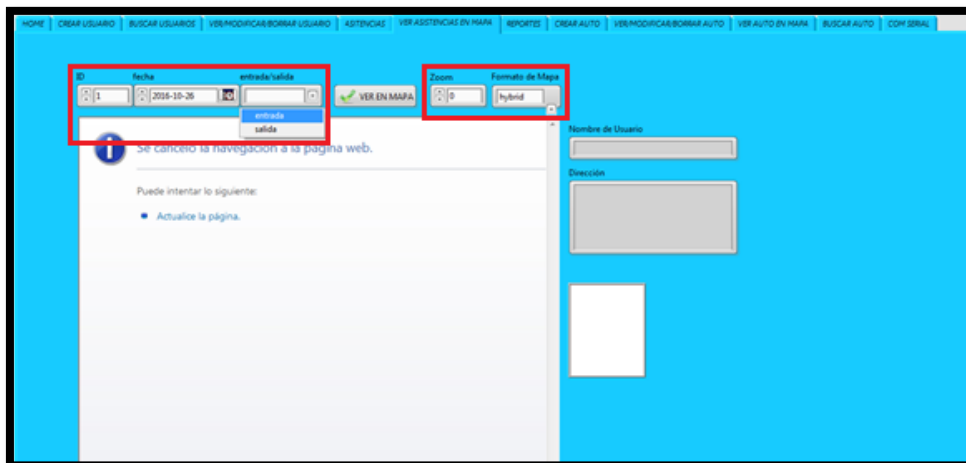 HOME CREAR USUARIO BUSCAR USUARIOS VER/MODIFICAR/BORRAR USUARIO ASITENCIAS VER ASISTENCIAS EN MAPA REPORTES CREAR AUTO VER/MODIFICAR/BORRAR AUTO VER AUTO EN MAPA BUSCAR AUTO COM SERIAL
ID fecha entrada/salida Zoom Formato de Mapa
1 2016-10-26 VER EN MAPA 0 hybrid
entrada
salida
Se canceló la navegación a la página web.
Nombre de Usuario
Dirección
Puede intentar lo siguiente:
Actualice la página.